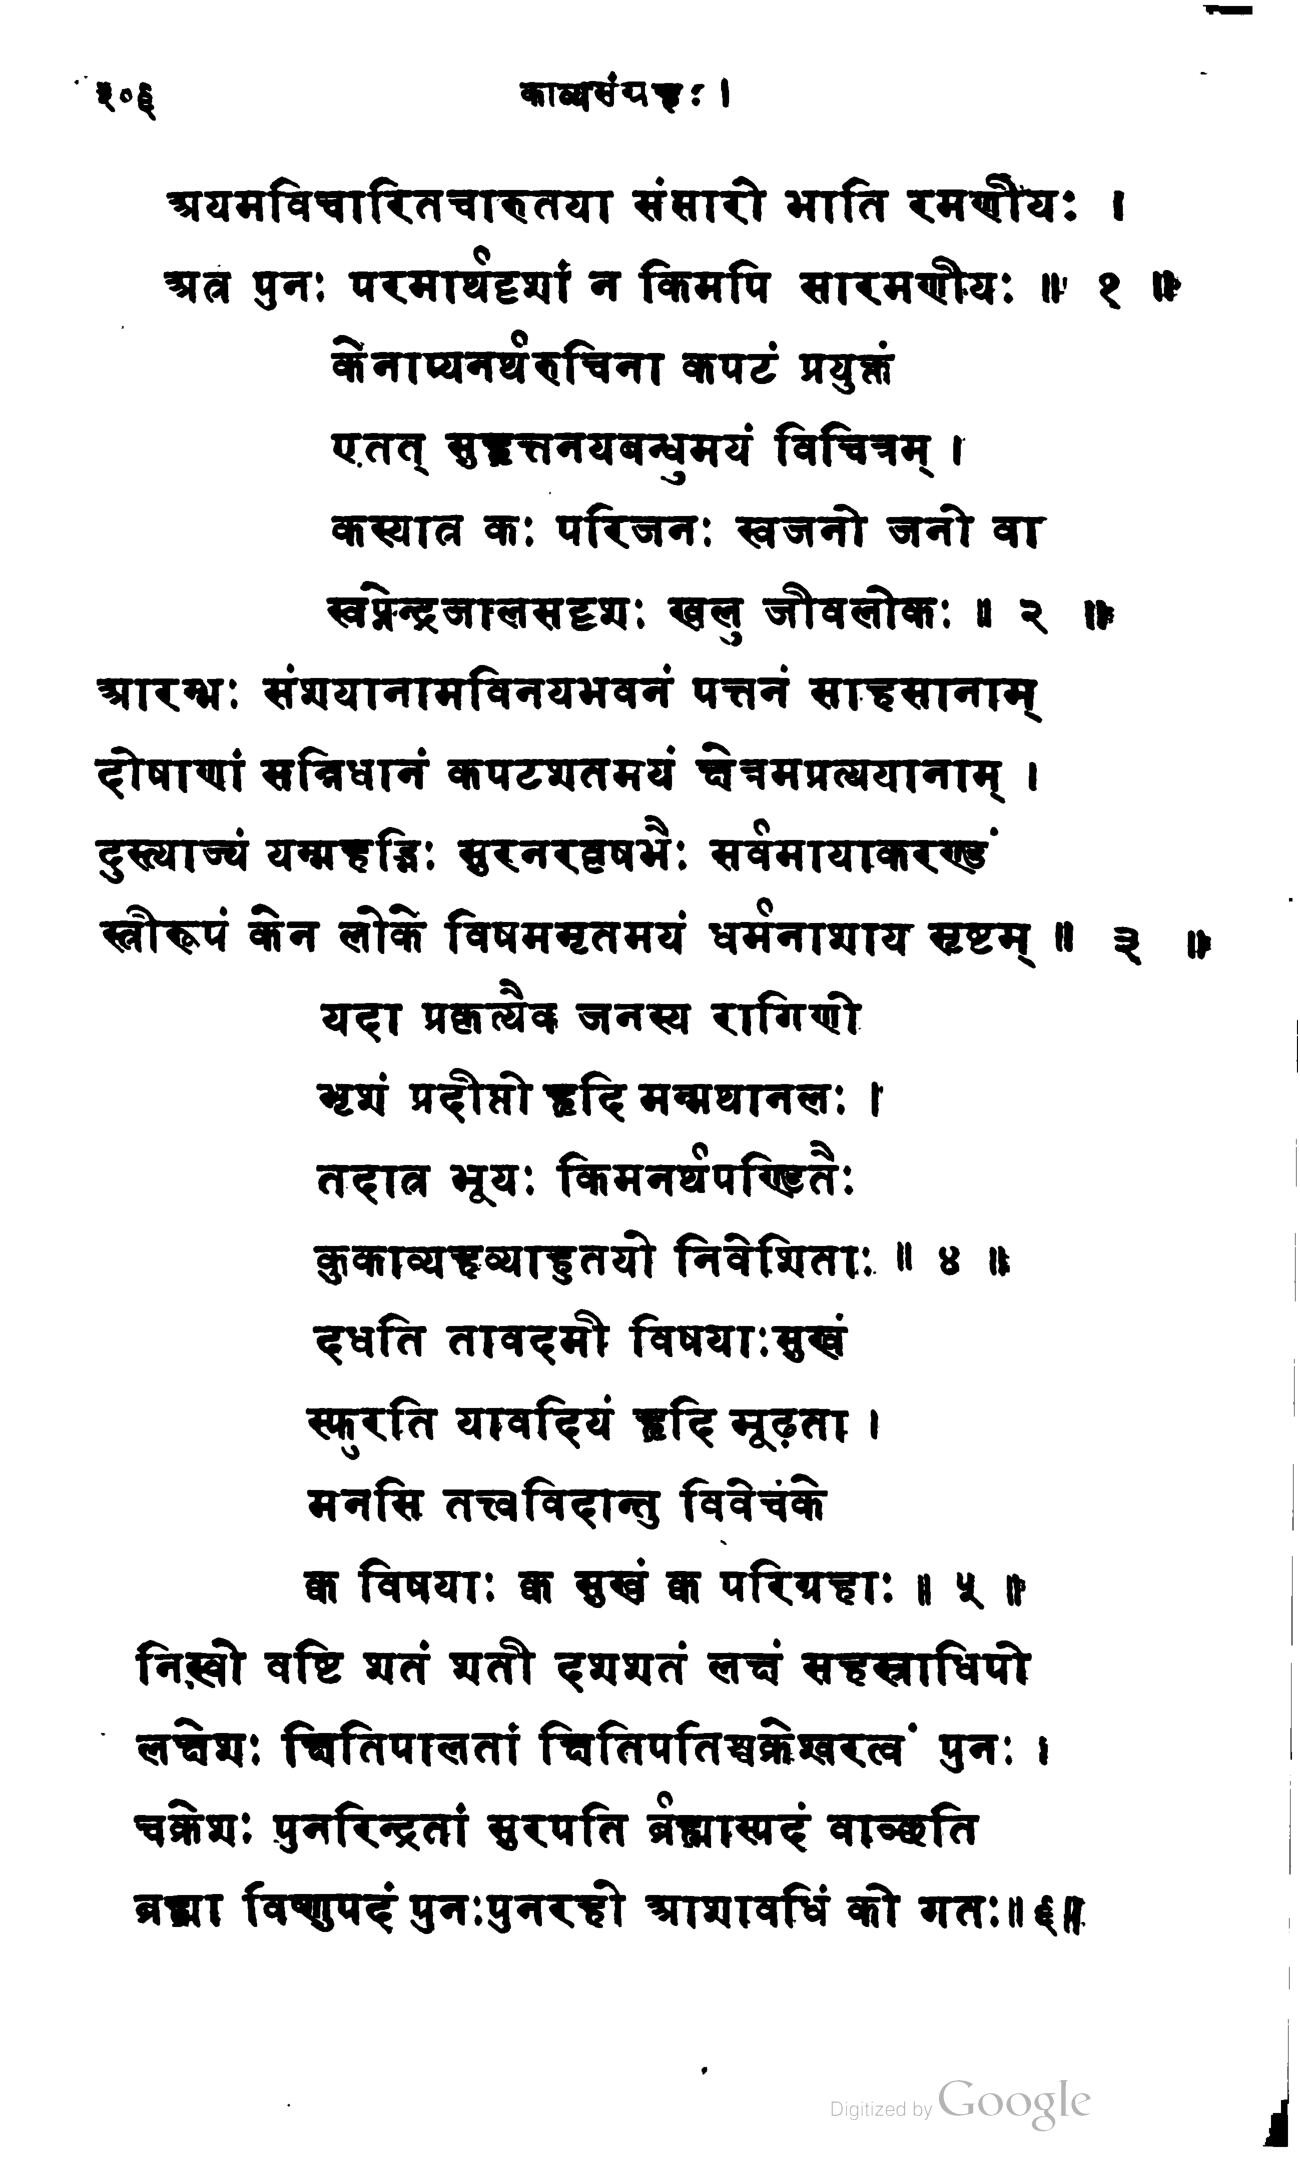 ३०६
काव्यसंग्रहः ।
अयमविचारितचारुतया संसारो भाति रमणीयः ।
अत्र पुनः परमार्थदृशां न किमपि सारमणीयः ॥ १ ॥
केनाप्यनर्थरुचिना कपटं प्रयुक्तं
एतत् सुहृत्तनयबन्धुमयं विचित्रम् ।
कस्यात्र कः परिजनः स्वजनो जनो वा
स्वप्नेन्द्रजालसदृशः खलु जीवलोकः ॥ २ ॥
आरम्भः संशयानामविनयभवनं पत्तनं साहसानाम्
दोषाणां सन्निधानं कपटशतमयं क्षेत्रमप्रत्ययानाम् ।
दुस्त्याज्यं यन्महद्भिः सुरनरवृषभैः सर्वमायाकरण्डं
स्त्रीरूपं केन लोके विषममृतमयं धर्मनाशाय सृष्टम् ॥ ३ ॥
यदा प्रकृत्यैव जनस्य रागिणो
भृशं प्रदीप्तो हृदि मन्मथानलः ।
तदात्र भूयः किमनर्थपण्डितैः
कुकाव्यहव्याहुतयो निवेशिताः ॥ ४ ॥
दधति तावदमी विषयाःसुखं
स्फुरति यावदियं हृदि मूढ़ता ।
मनसि तत्त्वविदान्तु विवेचके
क्व विषयाः क्व सुखं क्व परिग्रहाः ॥ ५ ॥
निःस्वो वष्टि शतं शती दशशतं लक्षं सहस्राधिपो
लक्षेशः क्षितिपालतां क्षितिपतिश्चक्रेश्वरत्वं पुनः ।
चक्रेशः पुनरिन्द्रतां सुरपति र्ब्रह्मास्पदं वाञ्छति
ब्रह्मा विष्णुपदं पुनःपुनरहो आशावधिं को गतः॥ ६॥
Digitized by Google